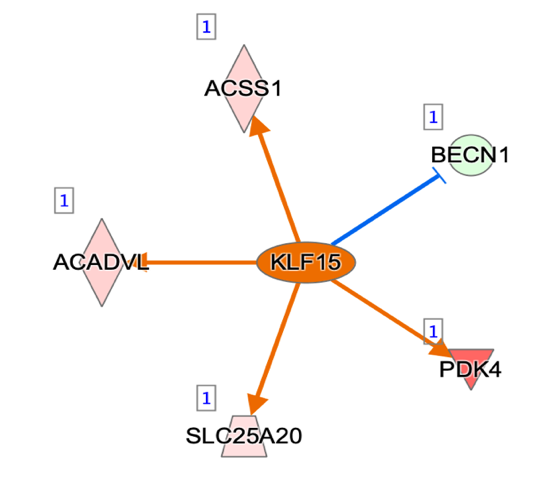 1
ACSS1
1
BECN1
1
ACADVL
KLF15
1
PDK4
1
SLC25A20